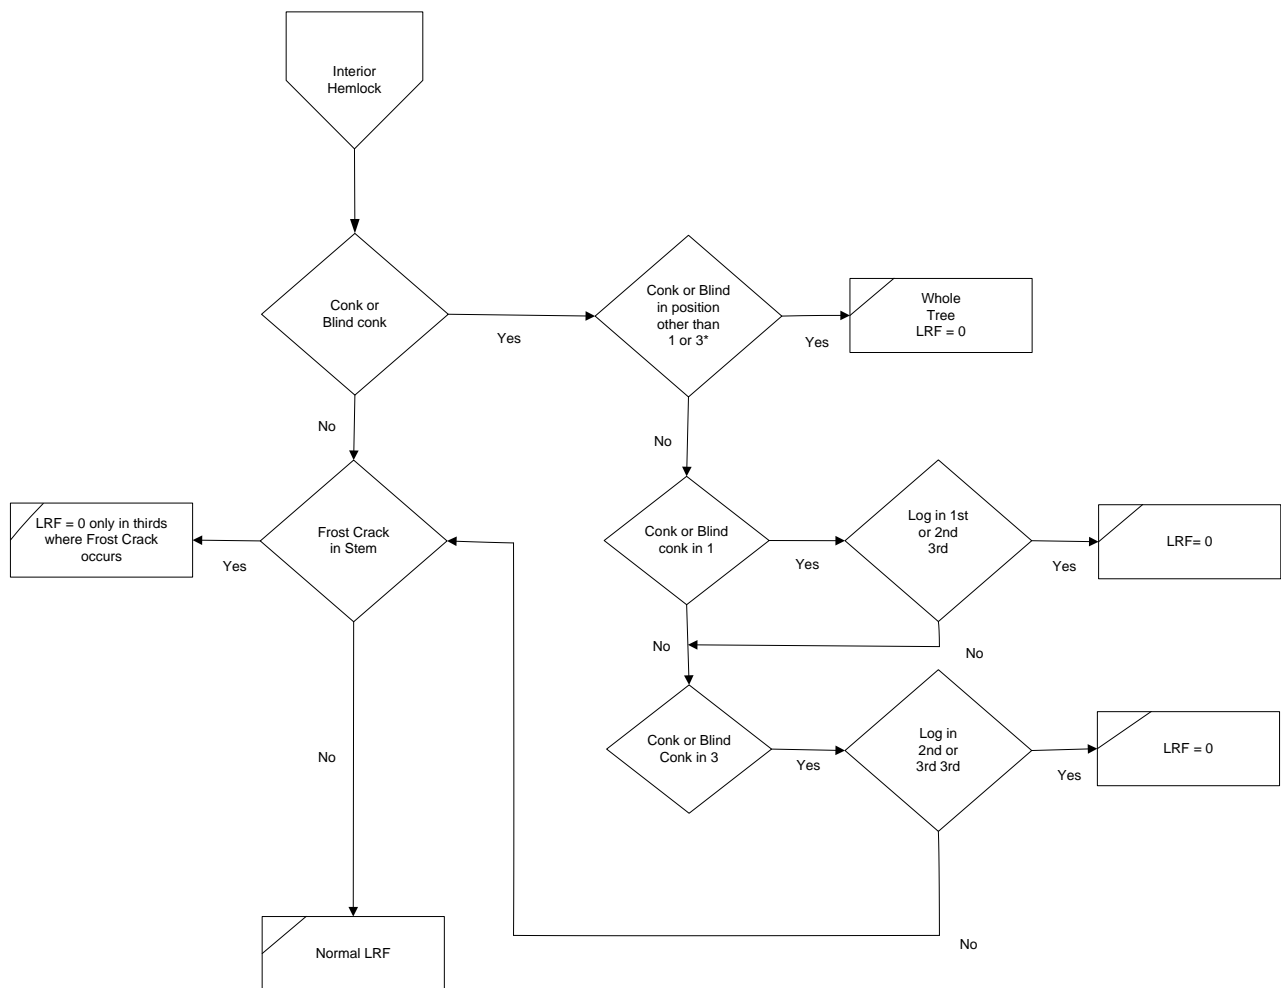 Interior
Hemlock
Conk or
Blind conk
Yes
Conk or Blind
in position
other than
1 or 3*
Yes
Whole
Tree
LRF = 0
No
No
LRF = 0 only in thirds
where Frost Crack
occurs
Yes
Frost Crack
in Stem
Conk or Blind
conk in 1
Yes
Log in 1st
or 2nd
3rd
Yes
LRF= 0
No
No
No
Conk or Blind
Conk in 3
Yes
Log in
2nd or
3rd 3rd
Yes
LRF = 0
No
Normal LRF